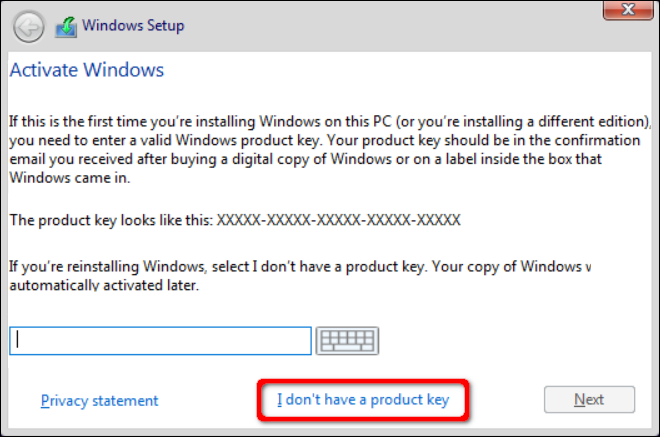 Windows Setup
Activate Windows
If this is the first time you're installing Windows on this PC (or you're installing a different edition),
you need to enter a valid Windows product key. Your product key should be in the confirmation
email you received after buying a digital copy of Windows or on a label inside the box that
Windows came in.
The product key looks like this: XXXXX-XXXXX-XXXXX-XXXXX-XXXXX
If you're reinstalling Windows, select I don't have a product key. Your copy of Windows
automatically activated later.
Privacy statement
I don't have a product key
Next